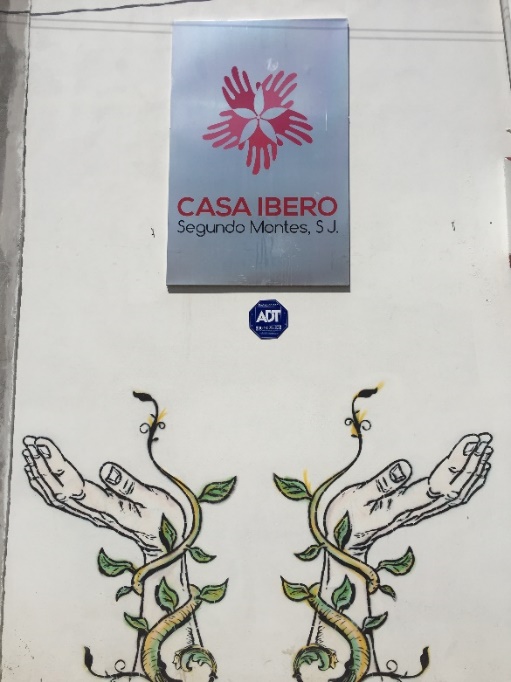 CASA IBERO
Segundo Montes, S J.
ADT